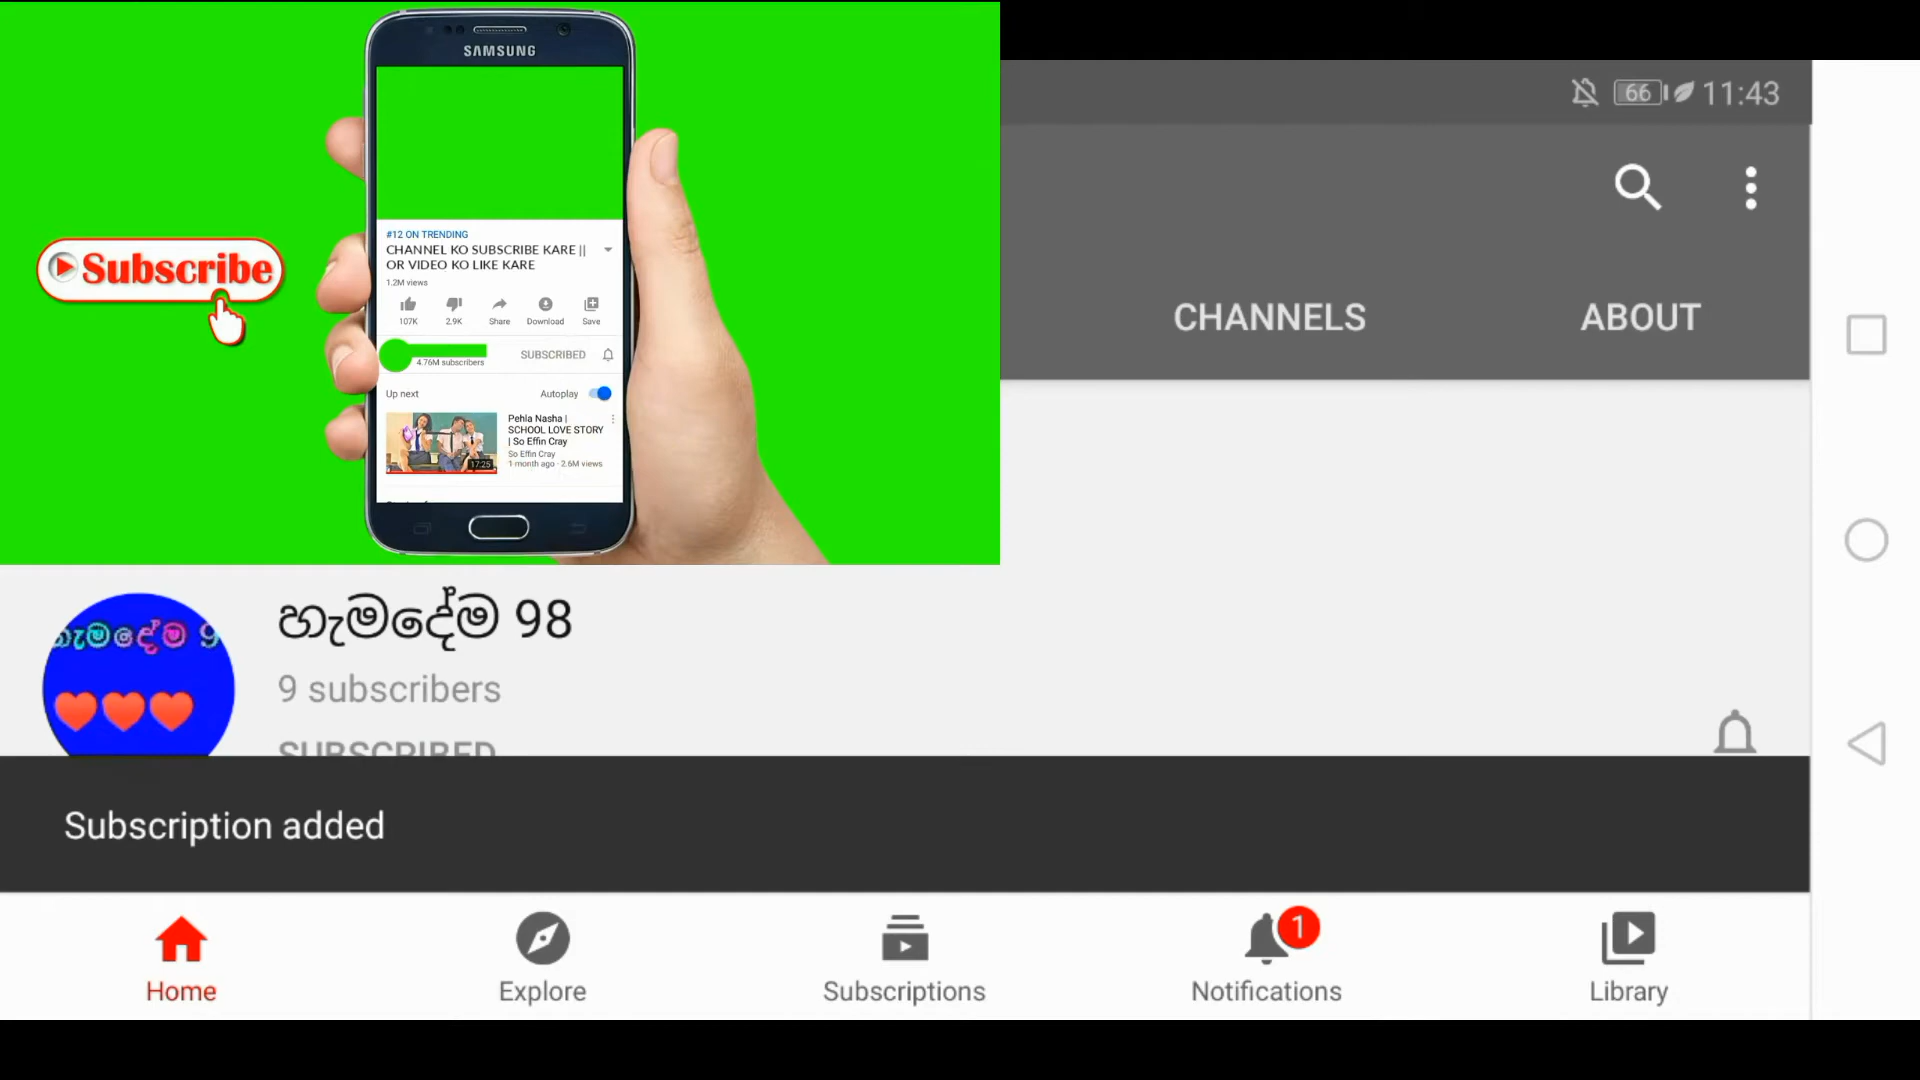 SAMSUNG
#12 ON TRENDING
CHANNEL KO SUBSCRIBE KARE ||
OR VIDEO KO LIKE KARE
1.2M views
107K 2.9K Share Download Save
4.76M subscribers
SUBSCRIBED
Up next Autoplay
Pehla Nasha |
SCHOOL LOVE STORY
| So Effin Cray
So Effin Cray
1 month ago · 2.6M views
17:25
Subscribe
66 11:43
CHANNELS ABOUT
හැමදේම 9
හැමදේම 98
9 subscribers
SUBSCRIBED
Subscription added
1
Home Explore Subscriptions Notifications Library